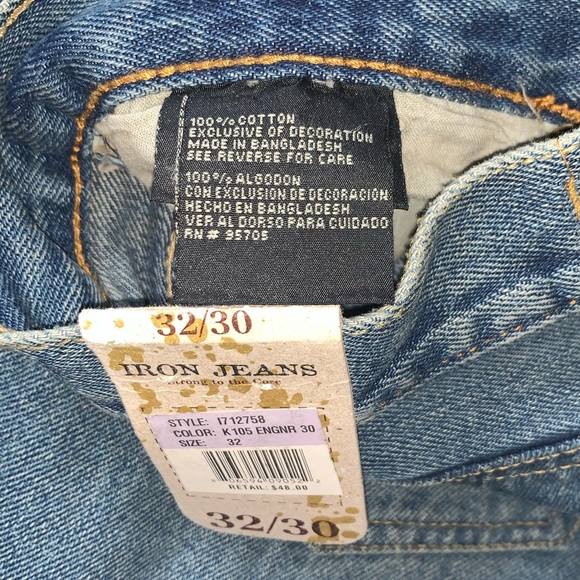 100% COTTON
EXCLUSIVE OF DECORATION
MADE IN BANGLADESH
SEE REVERSE FOR CARE
100% ALGODON
CON EXCLUSION DE DECORACIÓN
HECHO EN BANGLADESH
VER AL DORSO PARA CUIDADO
RN # 95705
32/30
IRON JEANS
Strong to the Core
STYLE: I712758
COLOR: K105 ENGNR 30
SIZE: 32
RETAIL: $48.00
32/30